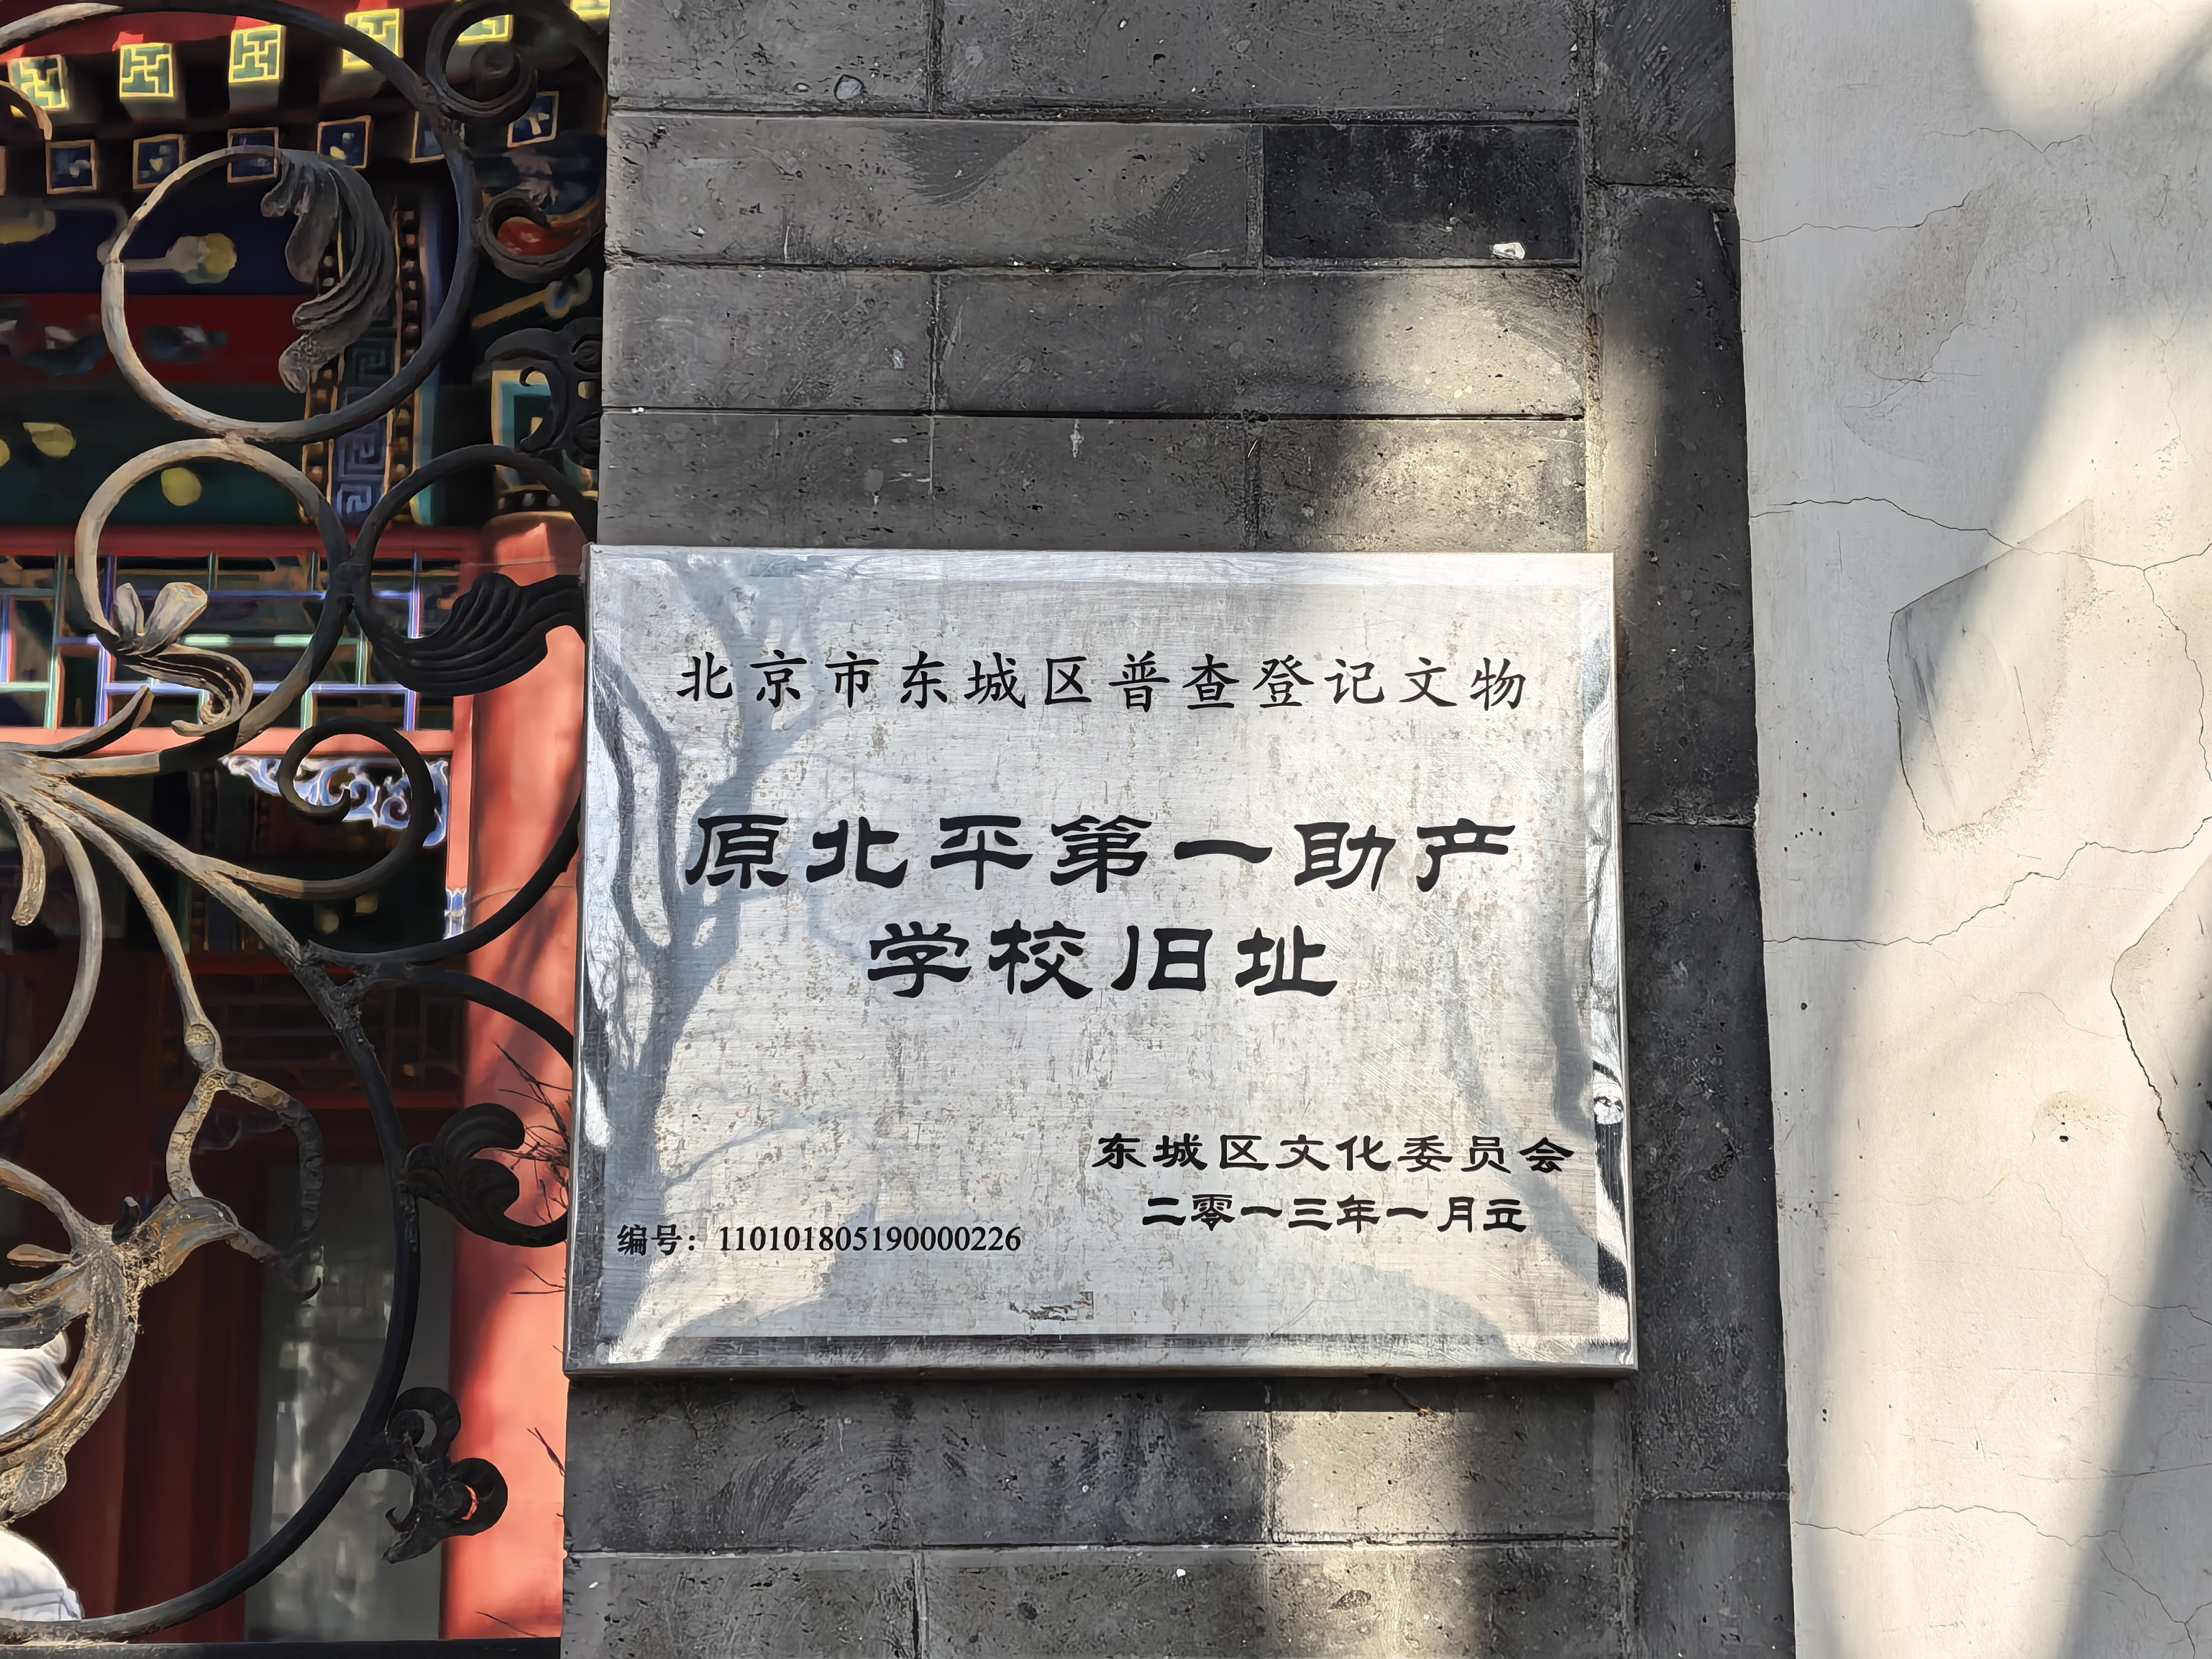 北京市东城区普查登记文物
原北平第一助产
学校旧址
东城区文化委员会
二零一三年一月立
编号：110101805190000226